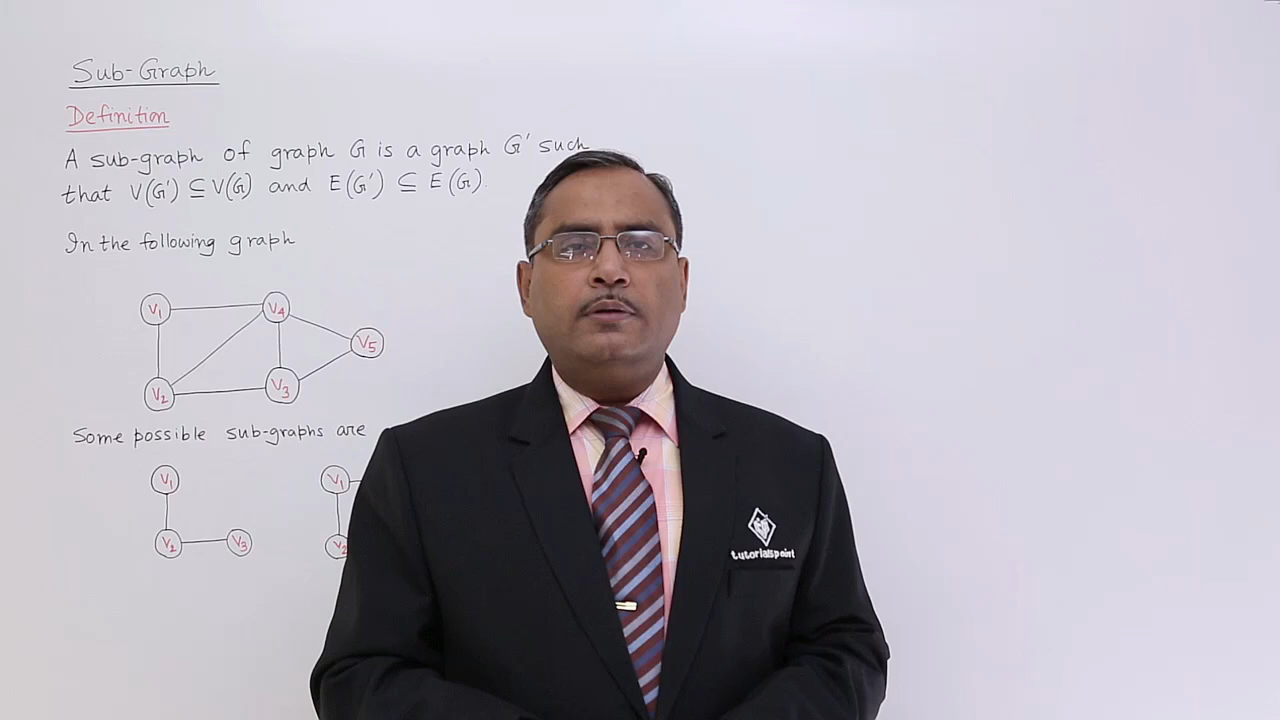 Sub-Graph
Definition
A sub-graph of graph G is a graph G' such
that V(G') ⊆ V(G) and E(G') ⊆ E(G)
In the following graph
V1 V4
V5
V2 V3
Some possible sub-graphs are
V1 V1
V2 V3 V2
tutorialspoint